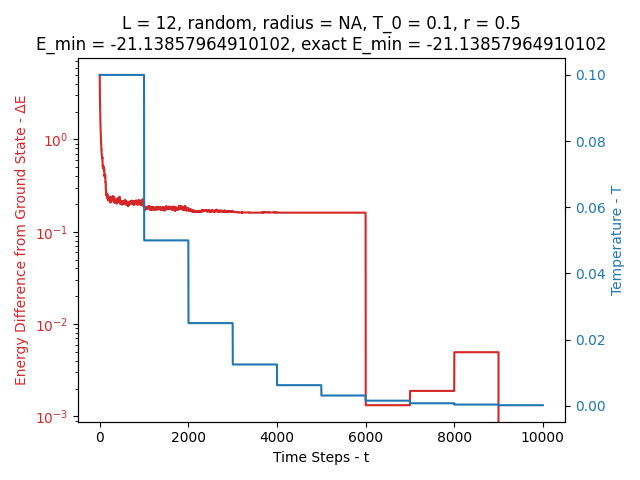 L = 12, random, radius = NA, T_0 = 0.1, r = 0.5
E_min = -21.13857964910102, exact E_min = -21.13857964910102
Energy Difference from Ground State - ΔE
10⁰
10⁻¹
10⁻²
10⁻³
0.10
0.08
0.06
0.04
0.02
0.00
Temperature - T
0 2000 4000 6000 8000 10000
Time Steps - t